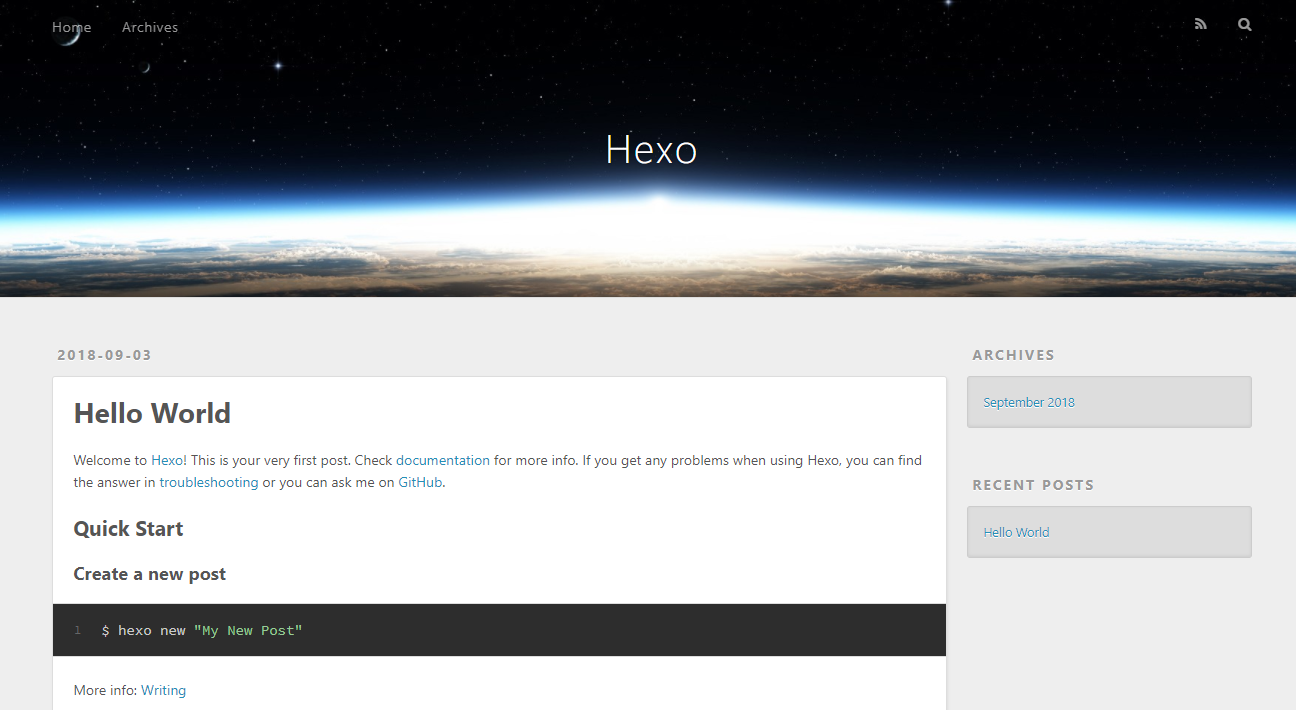 Home Archives
Hexo
2018-09-03
Hello World
Welcome to Hexo! This is your very first post. Check documentation for more info. If you get any problems when using Hexo, you can find
the answer in troubleshooting or you can ask me on GitHub.
Quick Start
Create a new post
1 $ hexo new "My New Post"
More info: Writing
ARCHIVES
September 2018
RECENT POSTS
Hello World